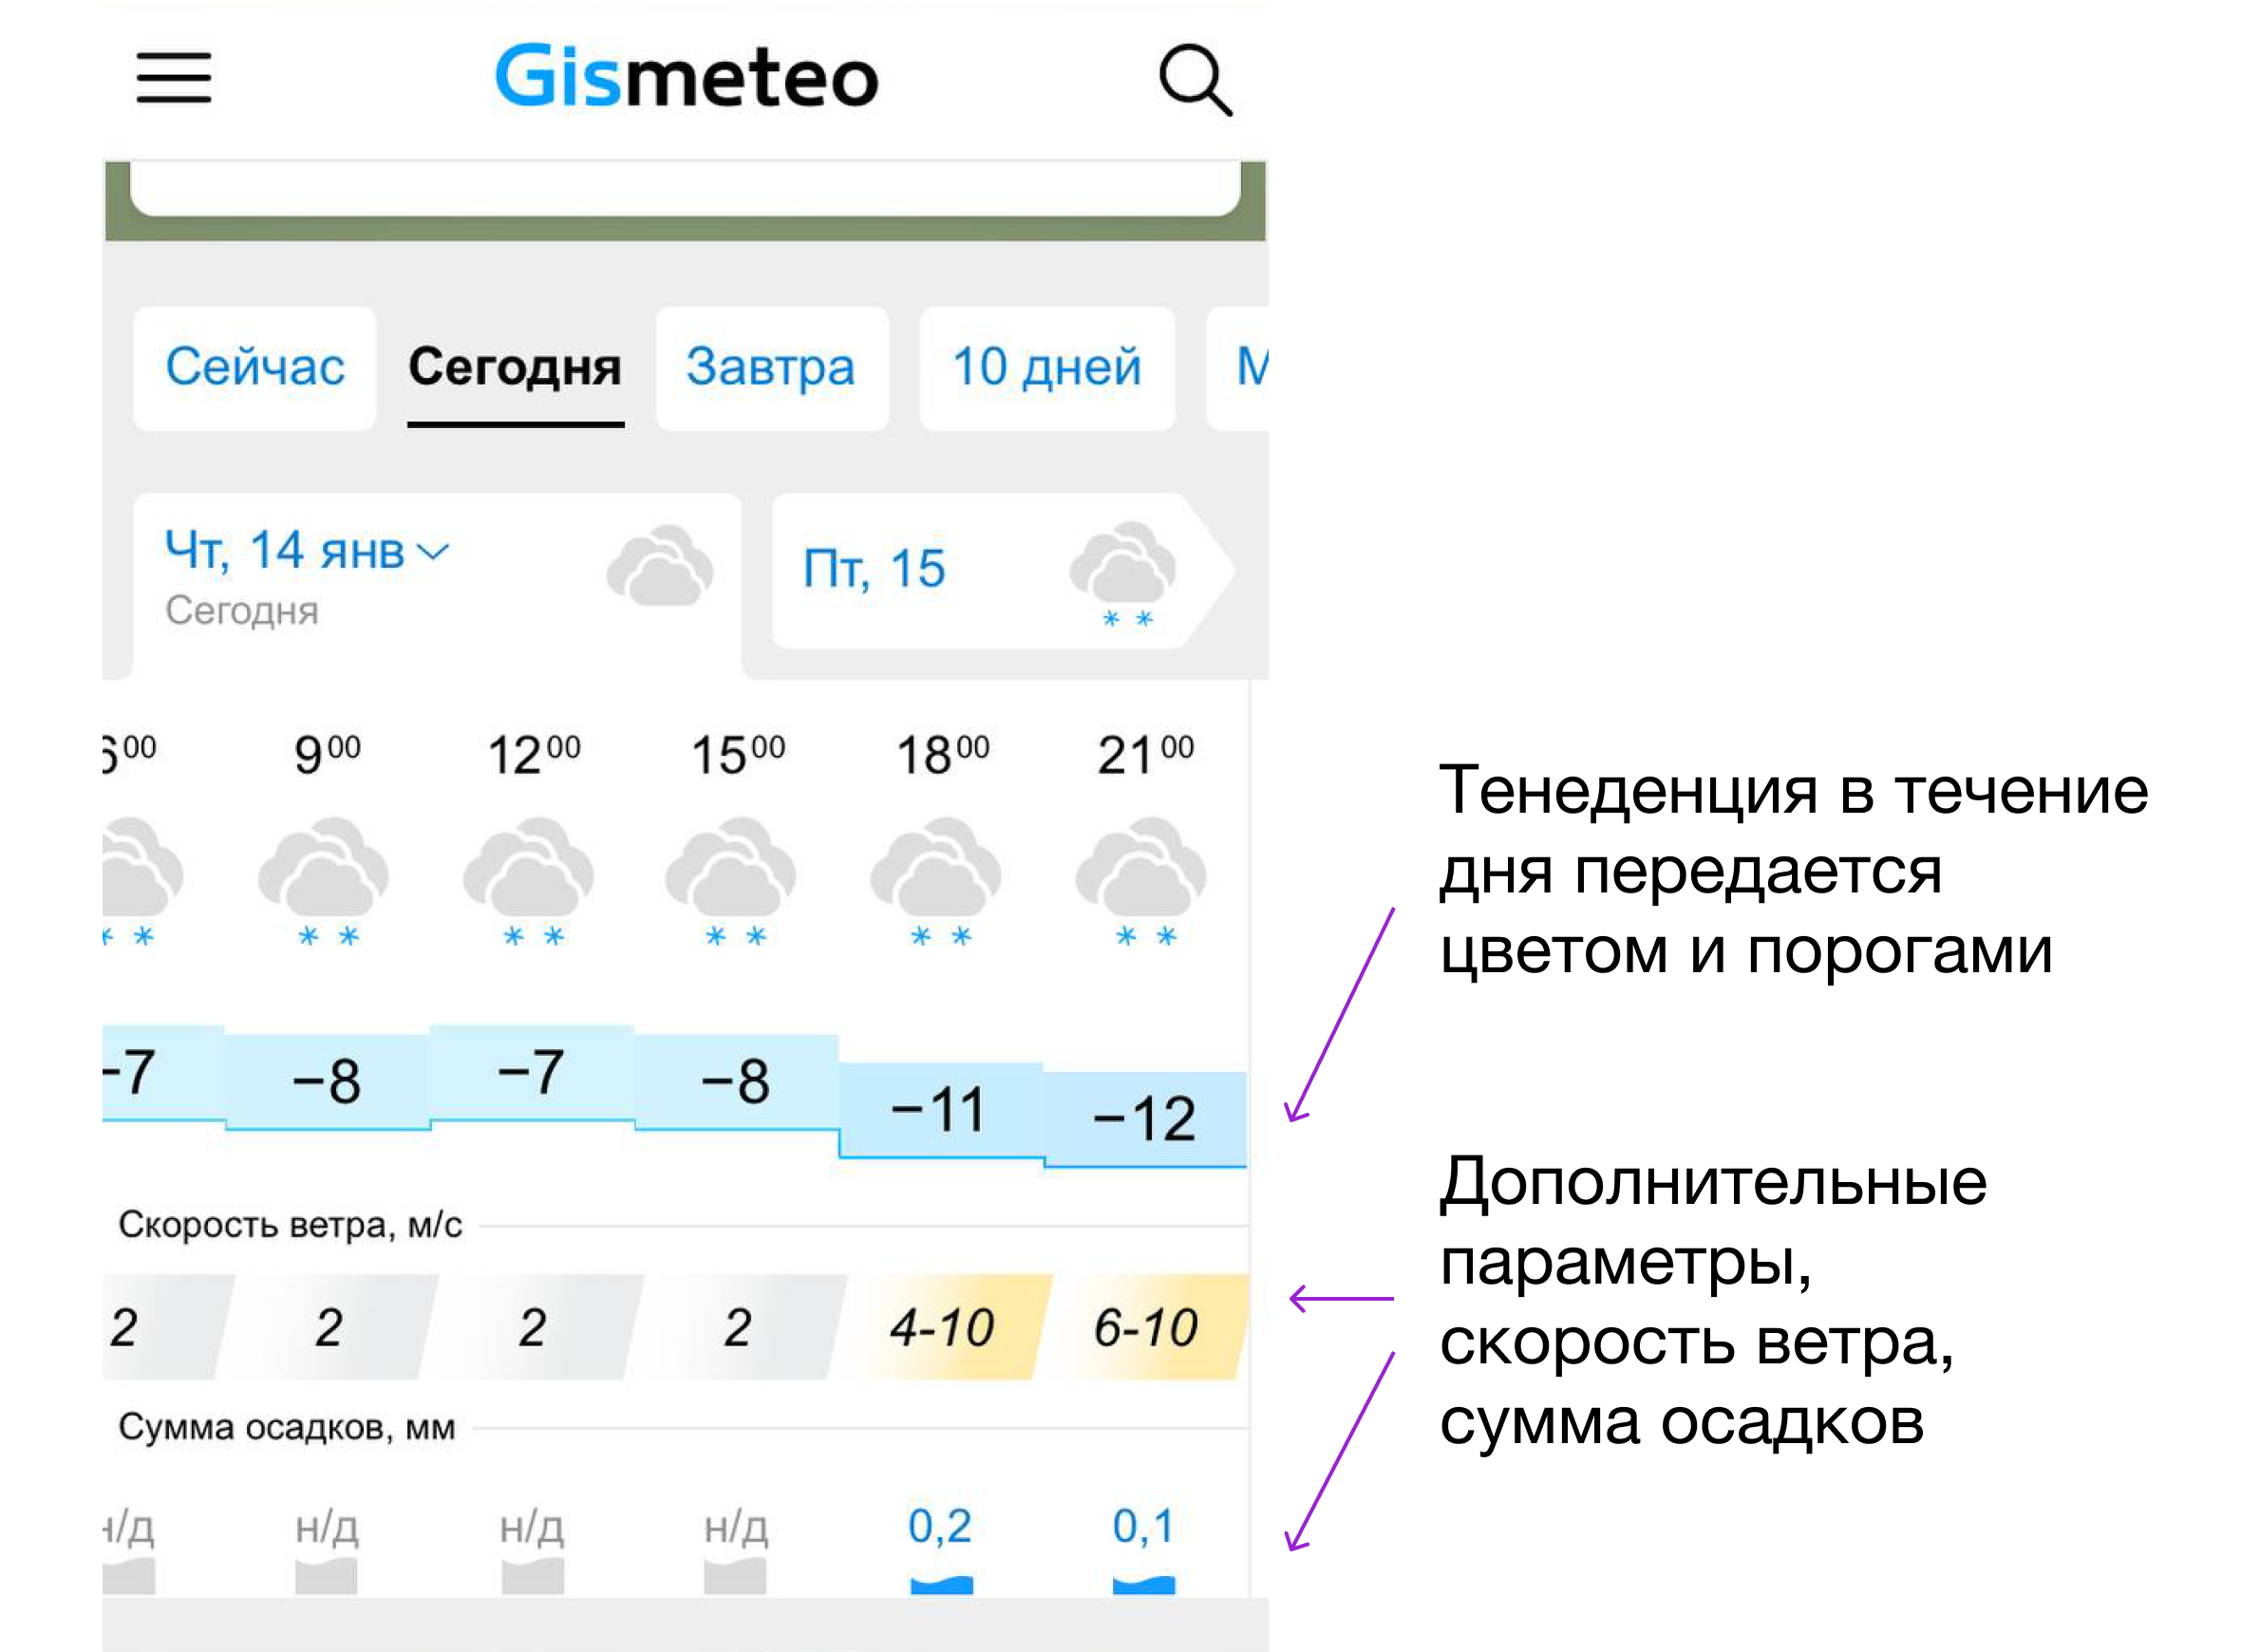 Gismeteo
Сейчас Сегодня Завтра 10 дней
Чт, 14 янв
Сегодня
Пт, 15
00 9 00 12 00 15 00 18 00 21 00
-7 -8 -7 -8 -11 -12
Скорость ветра, м/с
2 2 2 2 4-10 6-10
Сумма осадков, мм
н/д н/д н/д н/д 0,2 0,1
Тенеденция в течение
дня передается
цветом и порогами
Дополнительные
параметры,
скорость ветра,
сумма осадков